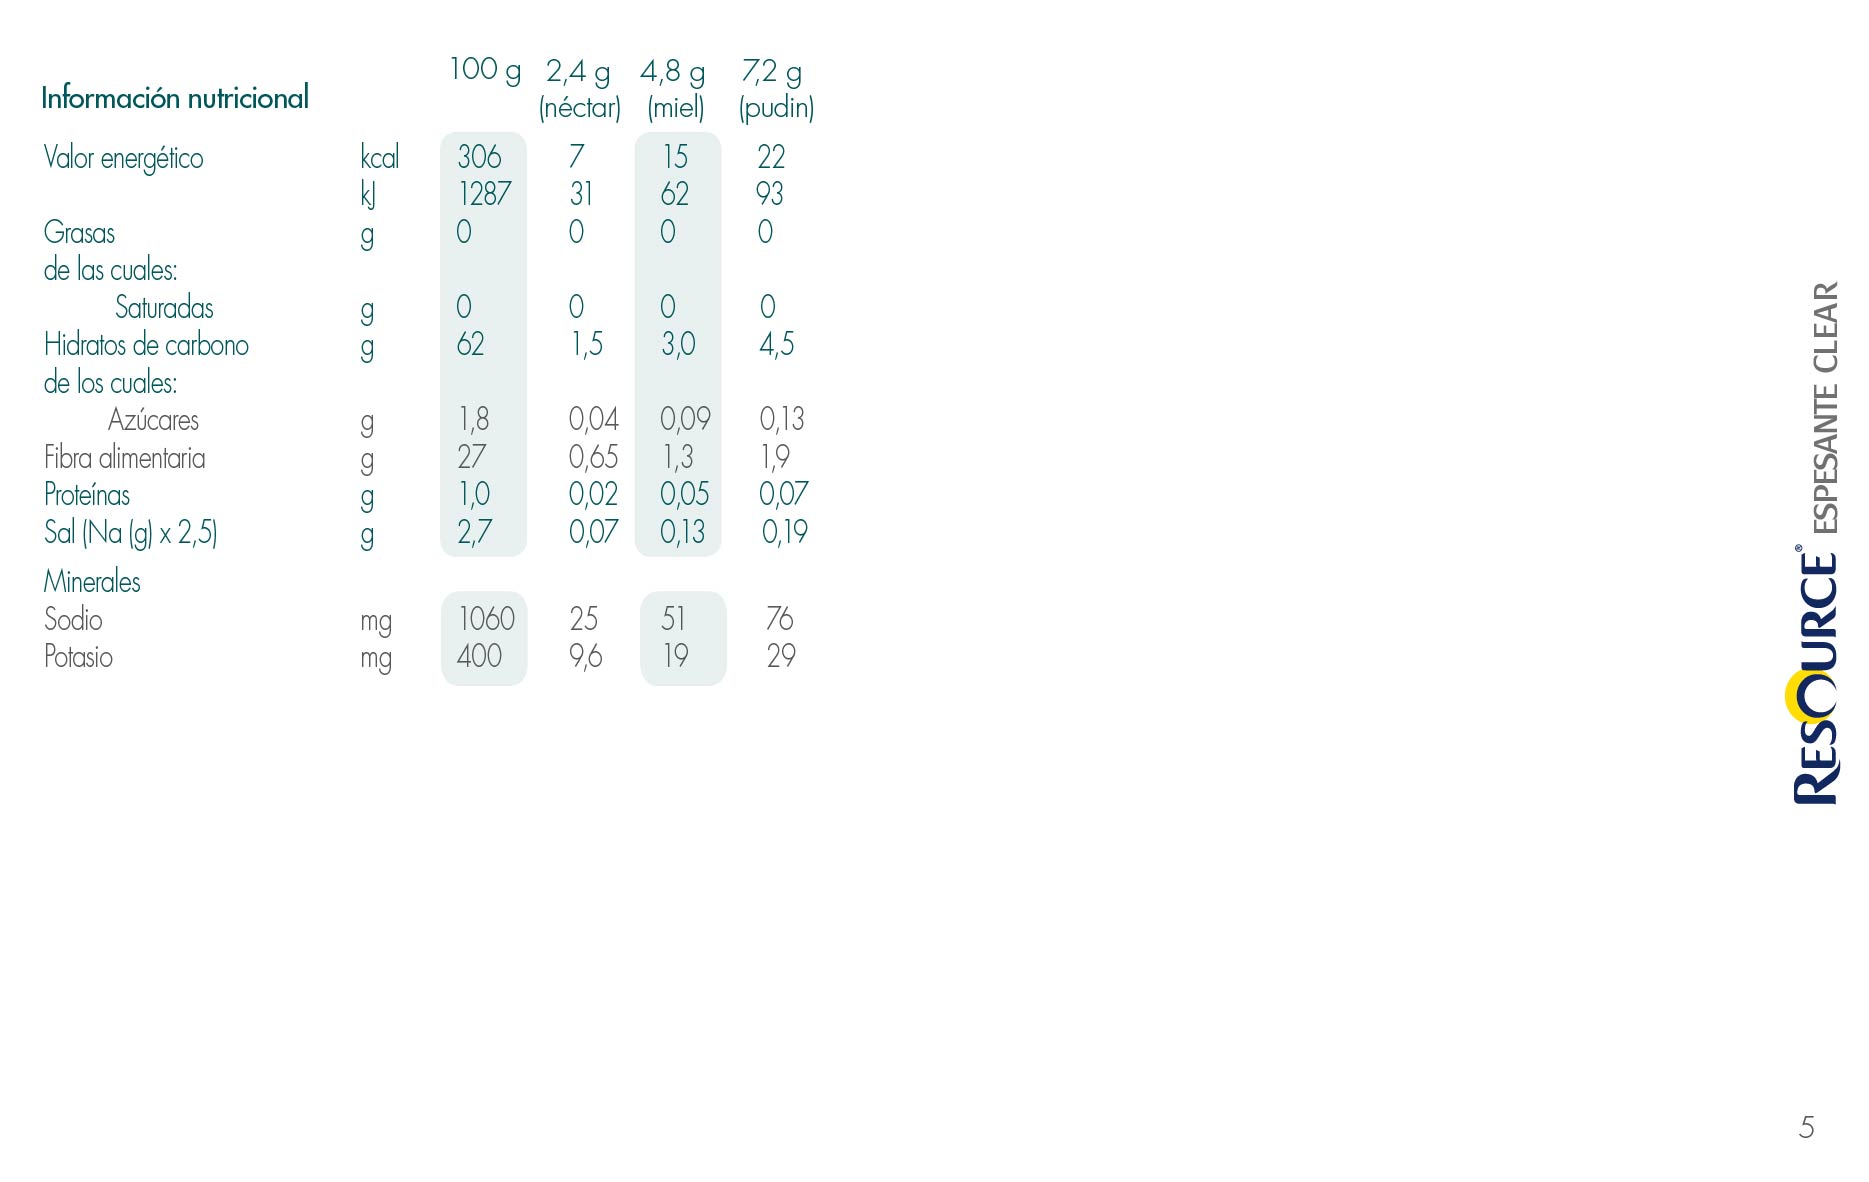 Información nutricional 100 g 2,4 g (néctar) 4,8 g (miel) 7,2 g (pudin)
Valor energético kcal 306 7 15 22
kJ 1287 31 62 93
Grasas g 0 0 0 0
de las cuales:
Saturadas g 0 0 0 0
Hidratos de carbono g 62 1,5 3,0 4,5
de los cuales:
Azúcares g 1,8 0,04 0,09 0,13
Fibra alimentaria g 27 0,65 1,3 1,9
Proteínas g 1,0 0,02 0,05 0,07
Sal (Na (g) x 2,5) g 2,7 0,07 0,13 0,19
Minerales
Sodio mg 1060 25 51 76
Potasio mg 400 9,6 19 29
RESOURCE® ESPESANTE CLEAR
5